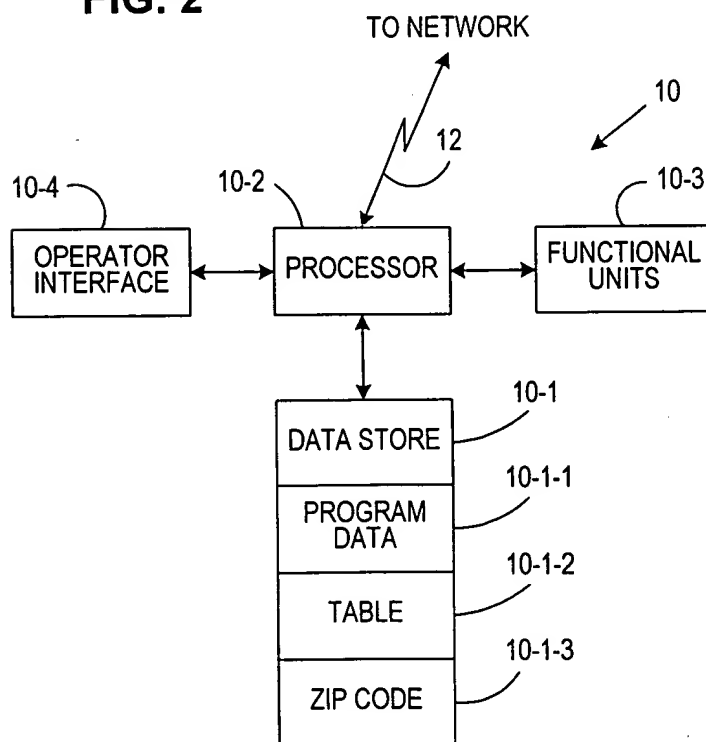 FIG. 2
TO NETWORK
10
12
10-4
10-2
10-3
OPERATOR
INTERFACE
PROCESSOR
FUNCTIONAL
UNITS
10-1
DATA STORE
10-1-1
PROGRAM
DATA
10-1-2
TABLE
10-1-3
ZIP CODE